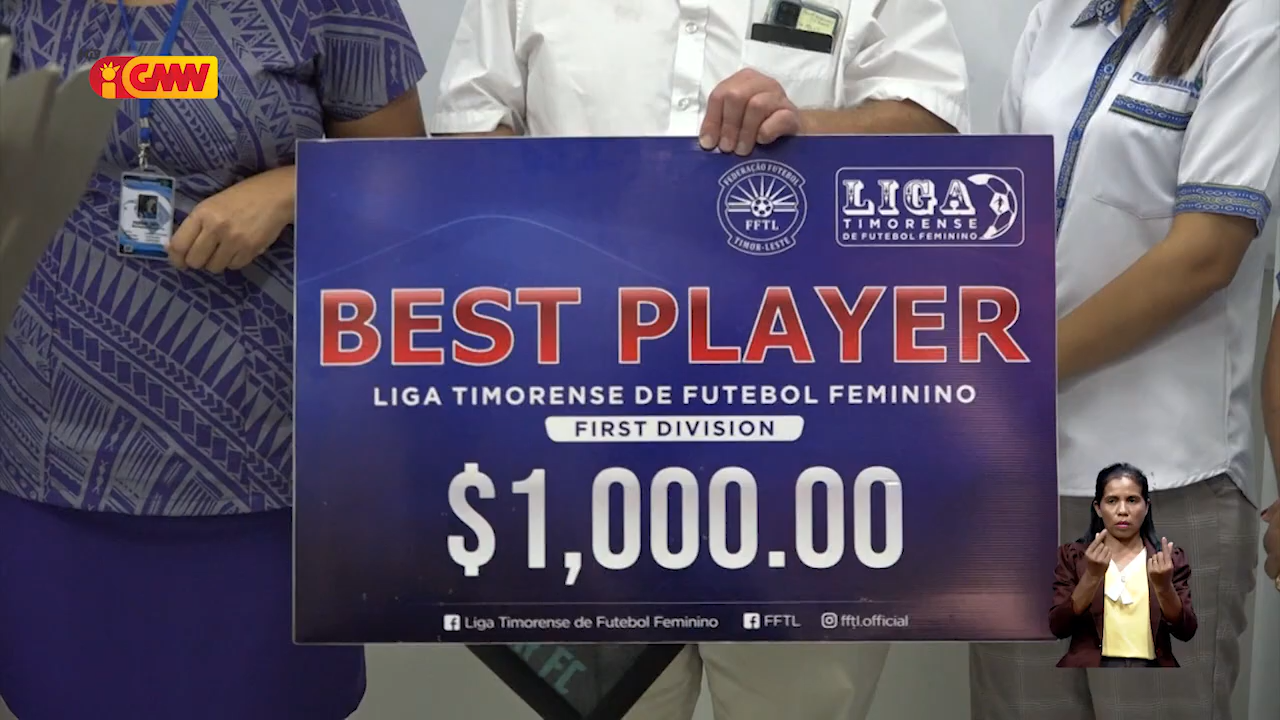 GMN
FEDERAÇÃO FUTEBOL
FFTL
TIMOR-LESTE
LIGA
TIMORENSE
DE FUTEBOL FEMININO
BEST PLAYER
LIGA TIMORENSE DE FUTEBOL FEMININO
FIRST DIVISION
$1,000.00
Liga Timorense de Futebol Feminino
FFTL
fftl.official
FC